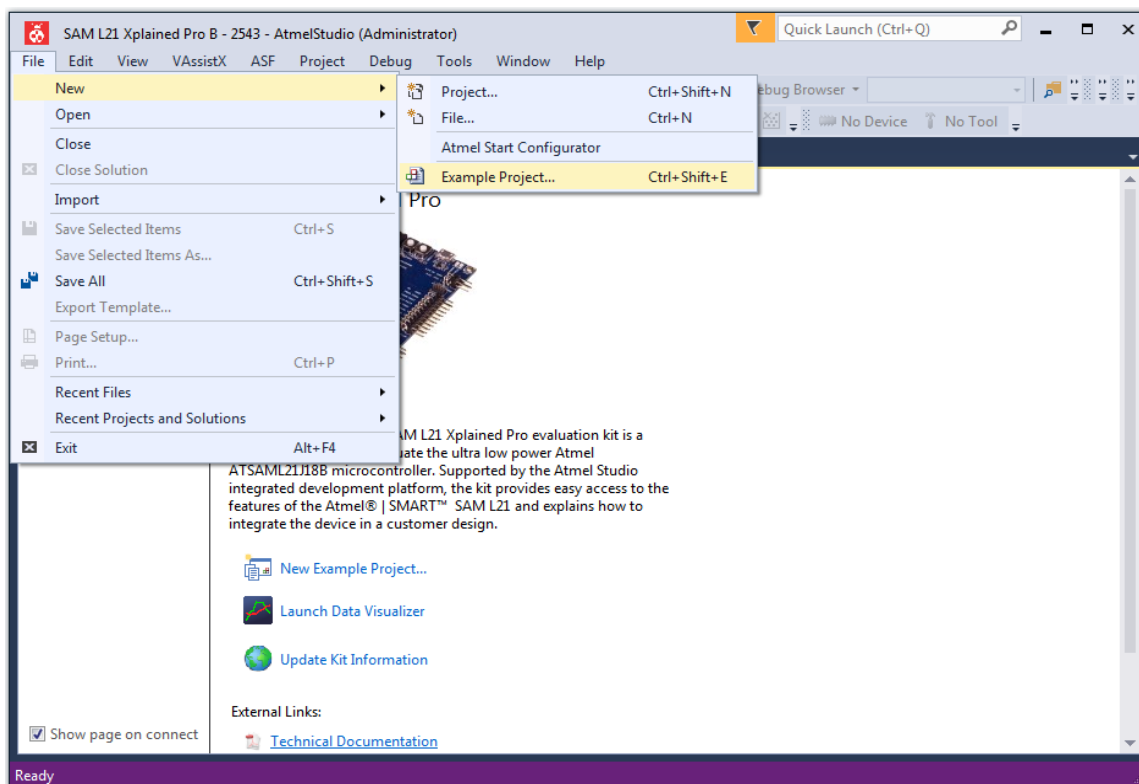 SAM L21 Xplained Pro B - 2543 - AtmelStudio (Administrator)
Quick Launch (Ctrl+Q)
File Edit View VAssistX ASF Project Debug Tools Window Help
New
Project... Ctrl+Shift+N
ebug Browser
Open
File... Ctrl+N
No Device No Tool
Close
Atmel Start Configurator
Close Solution
Example Project... Ctrl+Shift+E
Import
Pro
Save Selected Items Ctrl+S
Save Selected Items As...
Save All Ctrl+Shift+S
Export Template...
Page Setup...
Print... Ctrl+P
Recent Files
Recent Projects and Solutions
Exit Alt+F4
AM L21 Xplained Pro evaluation kit is a
uate the ultra low power Atmel
ATSAML21J18B microcontroller. Supported by the Atmel Studio
integrated development platform, the kit provides easy access to the
features of the Atmel® | SMART™ SAM L21 and explains how to
integrate the device in a customer design.
New Example Project...
Launch Data Visualizer
Update Kit Information
External Links:
Show page on connect
Technical Documentation
Ready